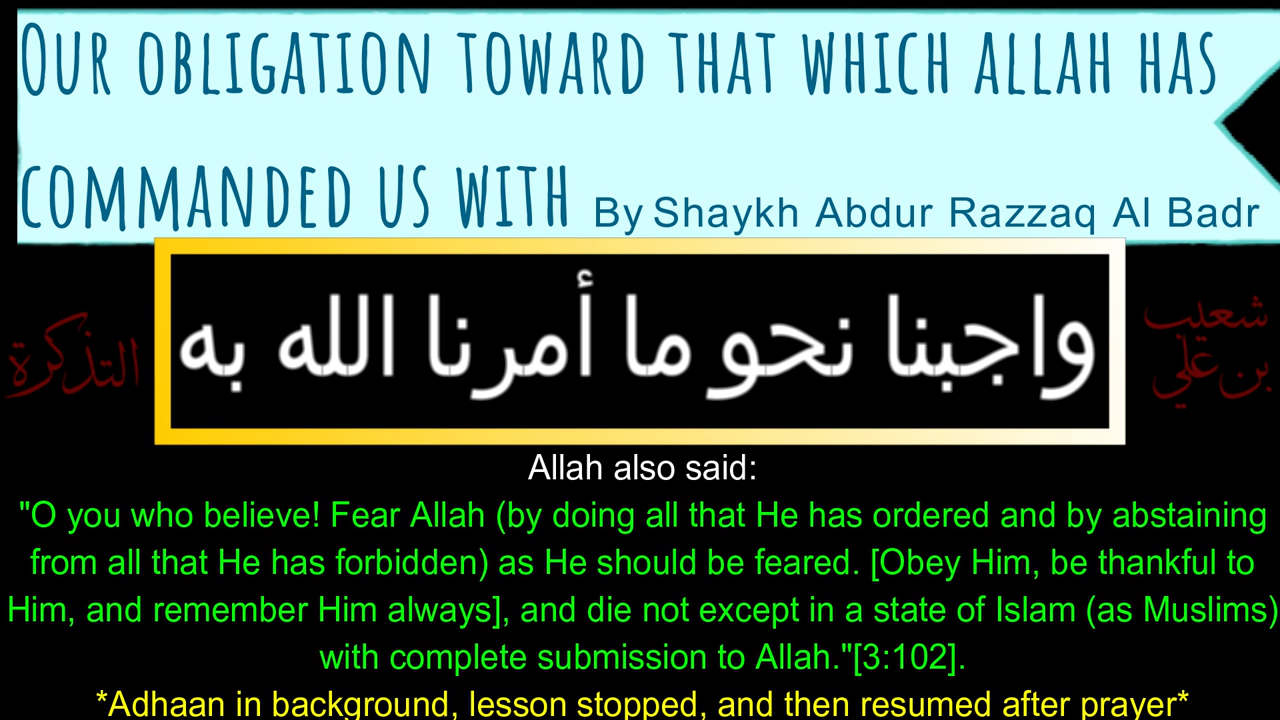 Our obligation toward that which Allah has
commanded us with By Shaykh Abdur Razzaq Al Badr
واجبنا نحو ما أمرنا الله به
شعيب
بن علي
التذكرة
Allah also said:
"O you who believe! Fear Allah (by doing all that He has ordered and by abstaining
from all that He has forbidden) as He should be feared. [Obey Him, be thankful to
Him, and remember Him always], and die not except in a state of Islam (as Muslims)
with complete submission to Allah."[3:102].
*Adhaan in background, lesson stopped, and then resumed after prayer*